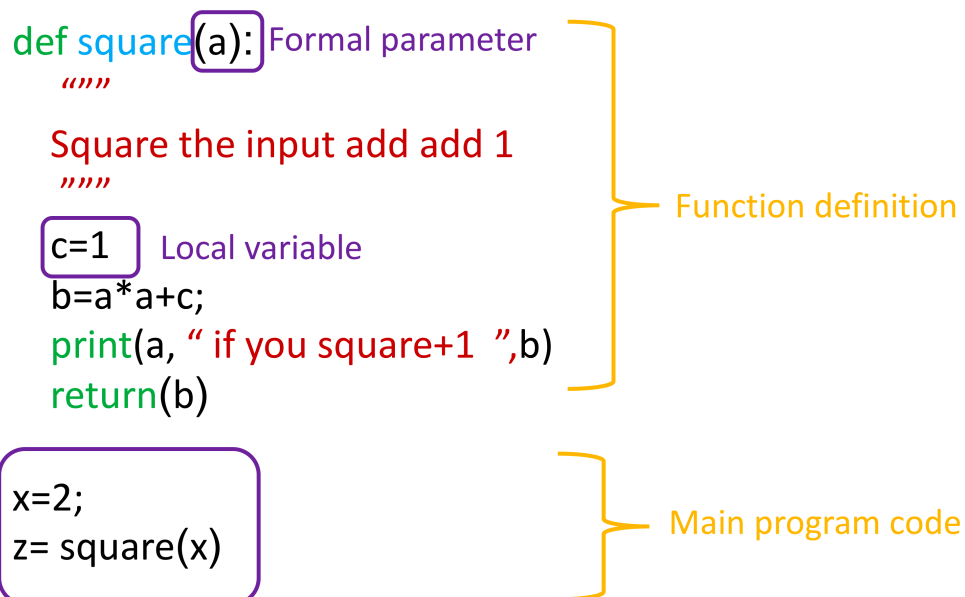 def square(a): Formal parameter
“””
Square the input add add 1
”””
c=1 Local variable
Function definition
b=a*a+c;
print(a, “ if you square+1 ”,b)
return(b)
x=2;
z= square(x)
Main program code